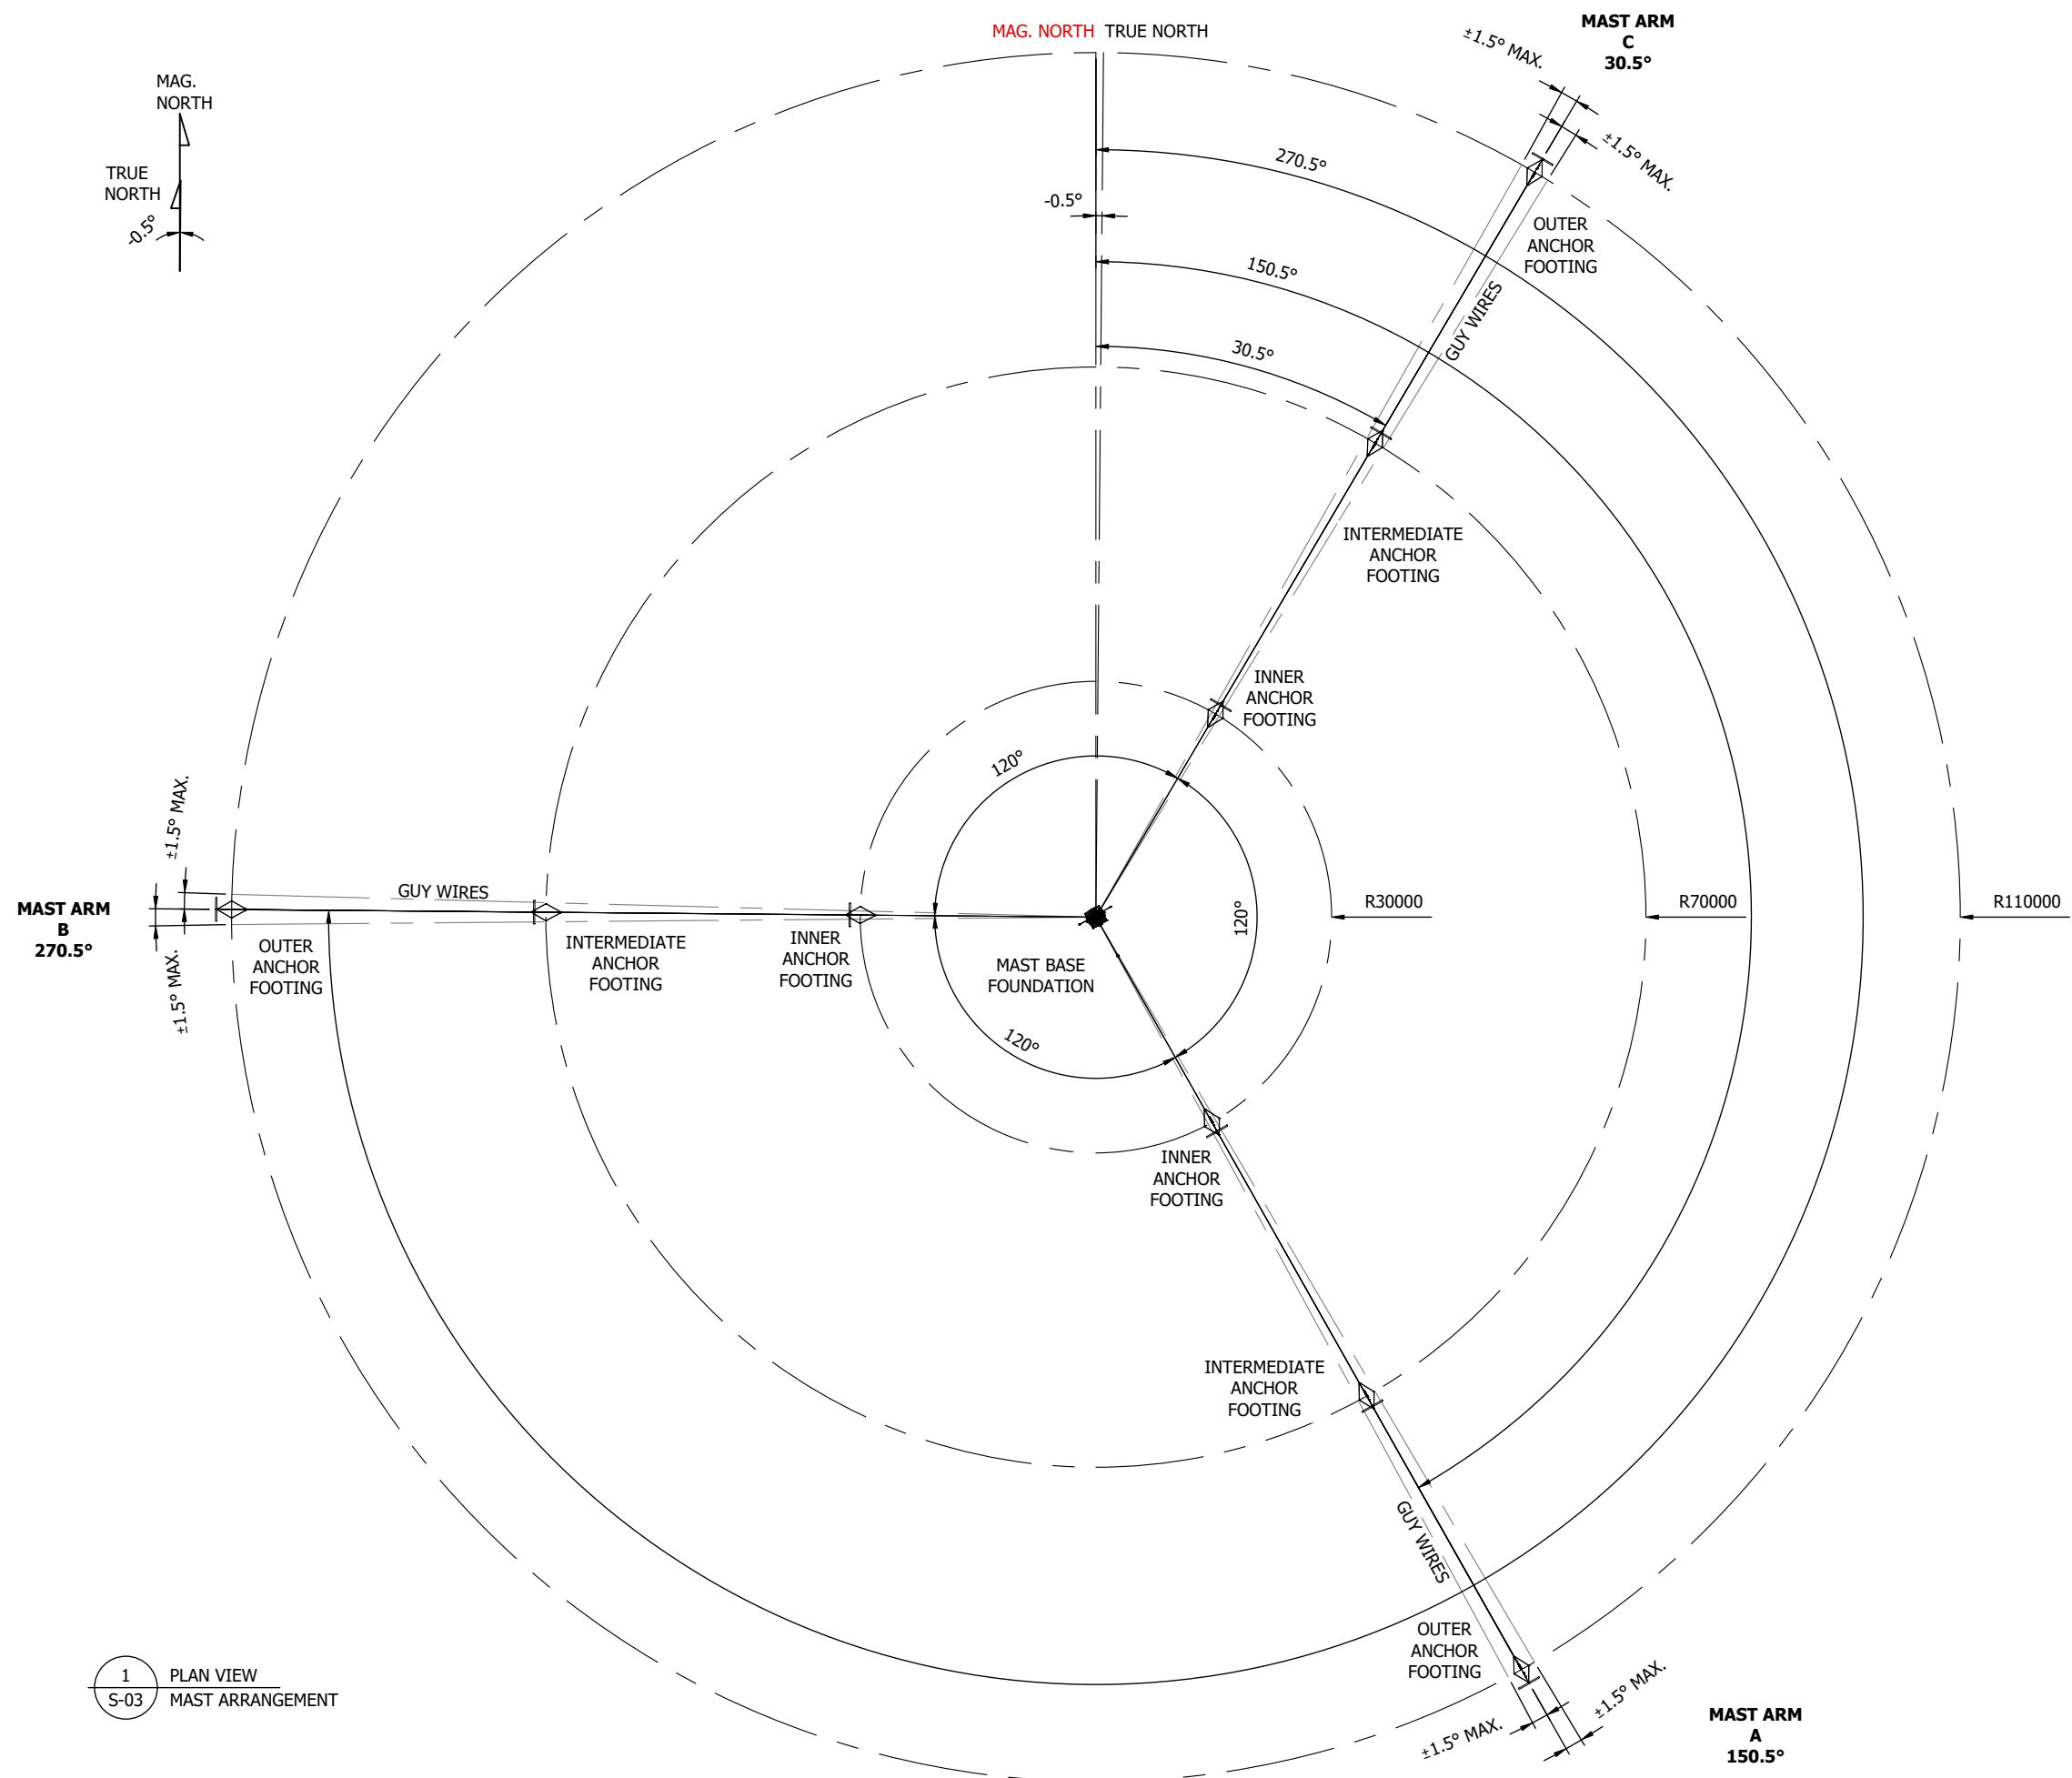 MAG. NORTH TRUE NORTH
MAST ARM
C
30.5°
±1.5° MAX.
±1.5° MAX.
MAG.
NORTH
TRUE
NORTH
-0.5°
270.5°
-0.5°
150.5°
30.5°
OUTER
ANCHOR
FOOTING
GUY WIRES
INTERMEDIATE
ANCHOR
FOOTING
INNER
ANCHOR
FOOTING
120°
120°
120°
R30000
R70000
R110000
±1.5° MAX.
MAST ARM
B
270.5°
±1.5° MAX.
GUY WIRES
OUTER
ANCHOR
FOOTING
INTERMEDIATE
ANCHOR
FOOTING
INNER
ANCHOR
FOOTING
MAST BASE
FOUNDATION
INNER
ANCHOR
FOOTING
INTERMEDIATE
ANCHOR
FOOTING
GUY WIRES
OUTER
ANCHOR
FOOTING
±1.5° MAX.
±1.5° MAX.
MAST ARM
A
150.5°
1 PLAN VIEW
S-03 MAST ARRANGEMENT